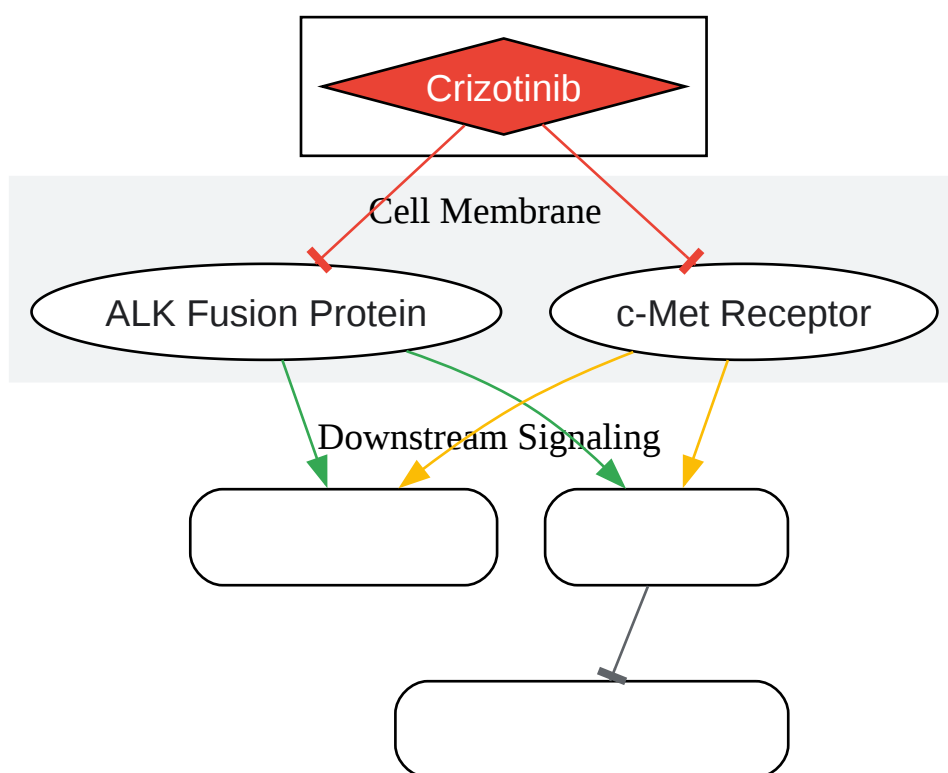 Crizotinib
Cell Membrane
ALK Fusion Protein
c-Met Receptor
Downstream Signaling